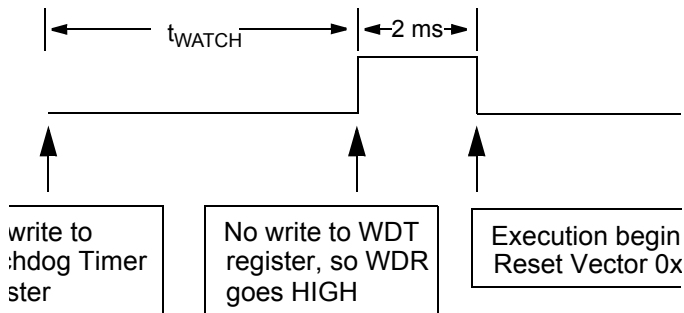 tWATCH
2 ms
write to
chdog Timer
ster
No write to WDT
register, so WDR
goes HIGH
Execution begin
Reset Vector 0x